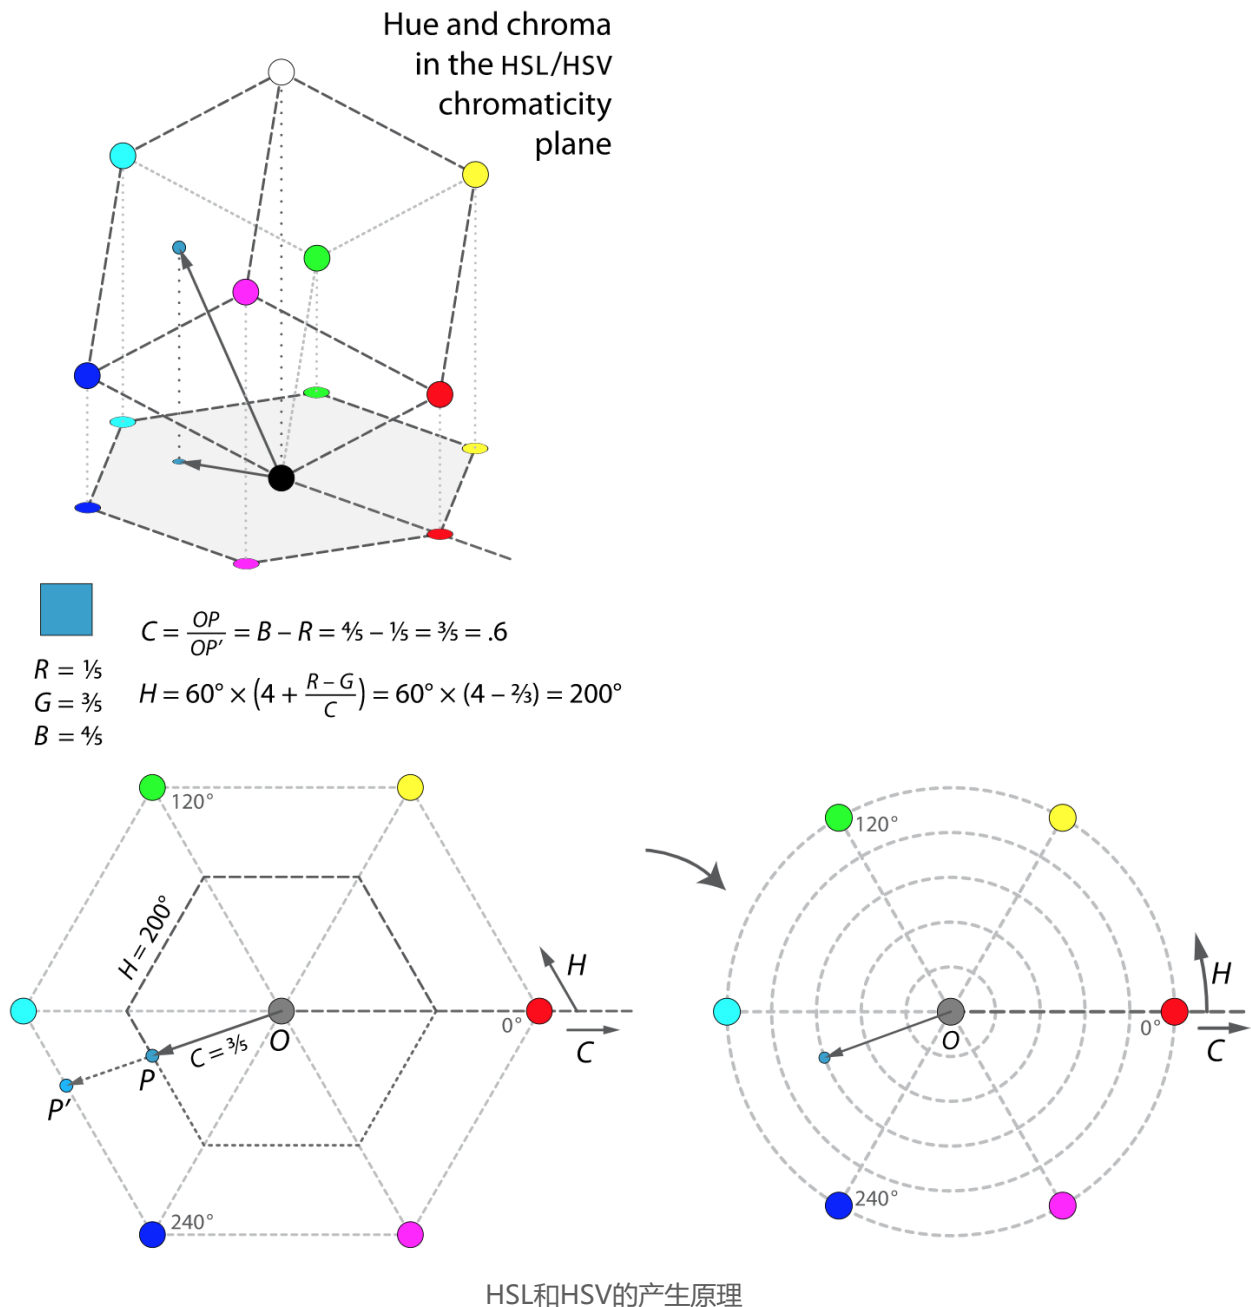 Hue and chroma
in the HSL/HSV
chromaticity
plane
C = OP/OP′ = B – R = ⅘ – ⅕ = ⅗ = .6
R = ⅕
H = 60° × (4 + (R – G)/C) = 60° × (4 – ⅔) = 200°
G = ⅗
B = ⅘
120°
120°
H = 200°
H
H
0°
0°
O
O
C = ⅗
C
C
P
P′
240°
240°
HSL和HSV的产生原理